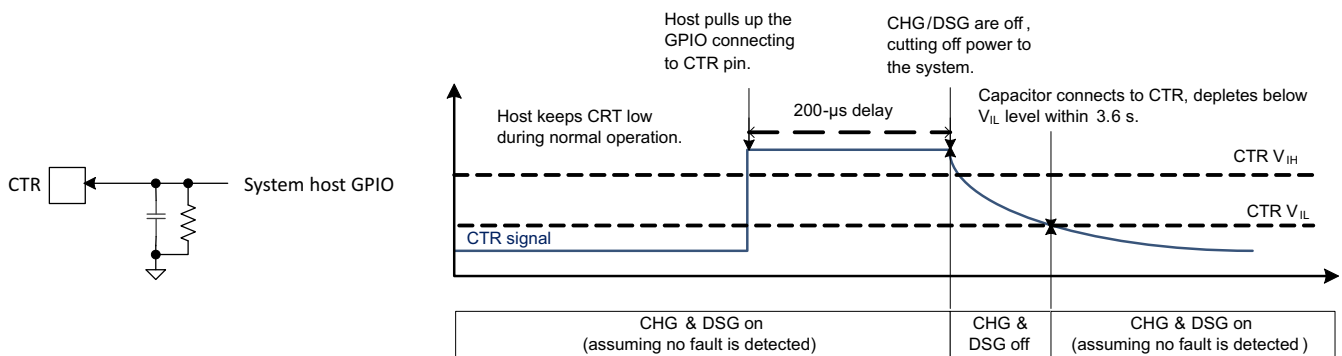 CTR
System host GPIO
Host pulls up the
GPIO connecting
to CTR pin.
CHG/DSG are off,
cutting off power to
the system.
Host keeps CRT low
during normal operation.
200-μs delay
Capacitor connects to CTR, depletes below
VIL level within 3.6 s.
CTR VIH
CTR VIL
CTR signal
CHG & DSG on
(assuming no fault is detected)
CHG &
DSG off
CHG & DSG on
(assuming no fault is detected)